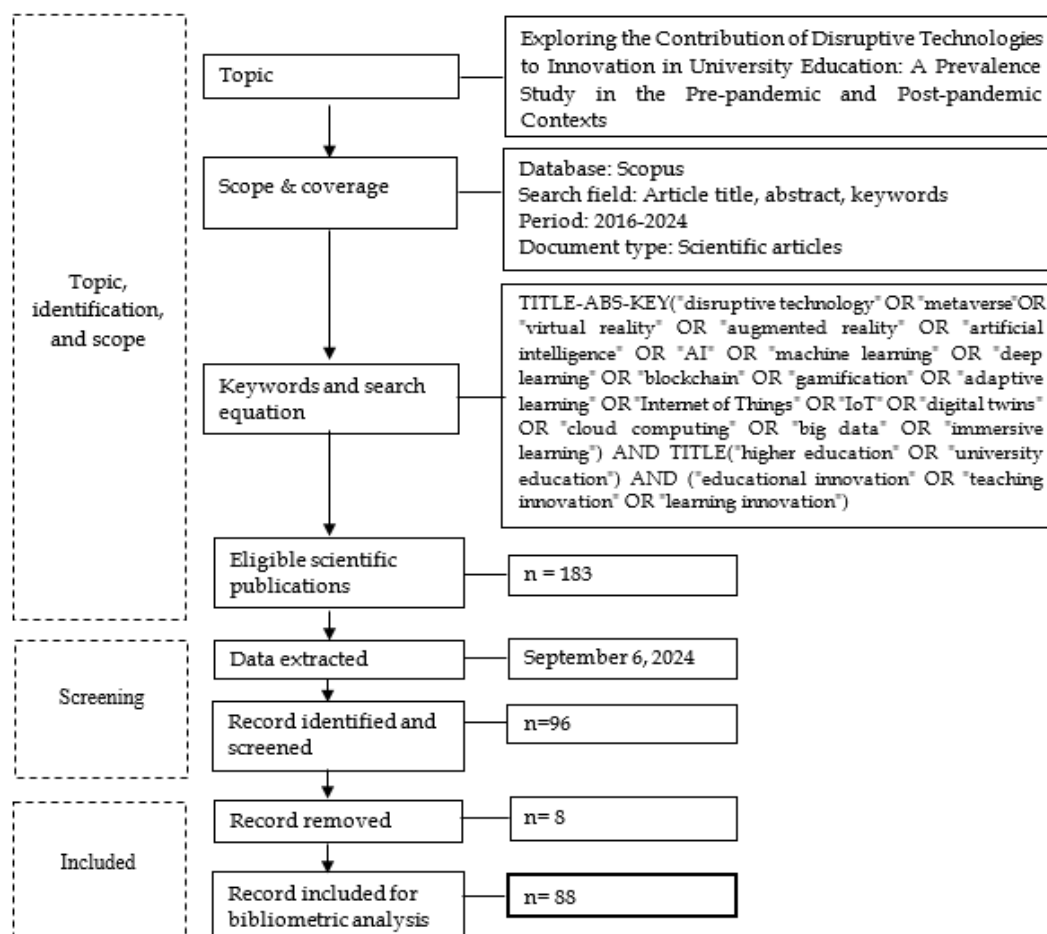 Topic,
identification,
and scope
Topic
Exploring the Contribution of Disruptive Technologies
to Innovation in University Education: A Prevalence
Study in the Pre-pandemic and Post-pandemic
Contexts
Scope & coverage
Database: Scopus
Search field: Article title, abstract, keywords
Period: 2016-2024
Document type: Scientific articles
Keywords and search
equation
TITLE-ABS-KEY("disruptive technology" OR "metaverse"OR
"virtual reality" OR "augmented reality" OR "artificial
intelligence" OR "AI" OR "machine learning" OR "deep
learning" OR "blockchain" OR "gamification" OR "adaptive
learning" OR "Internet of Things" OR "IoT" OR "digital twins"
OR "cloud computing" OR "big data" OR "immersive
learning") AND TITLE("higher education" OR "university
education") AND ("educational innovation" OR "teaching
innovation" OR "learning innovation")
Eligible scientific
publications
n = 183
Screening
Data extracted
September 6, 2024
Record identified and
screened
n=96
Included
Record removed
n= 8
Record included for
bibliometric analysis
n= 88